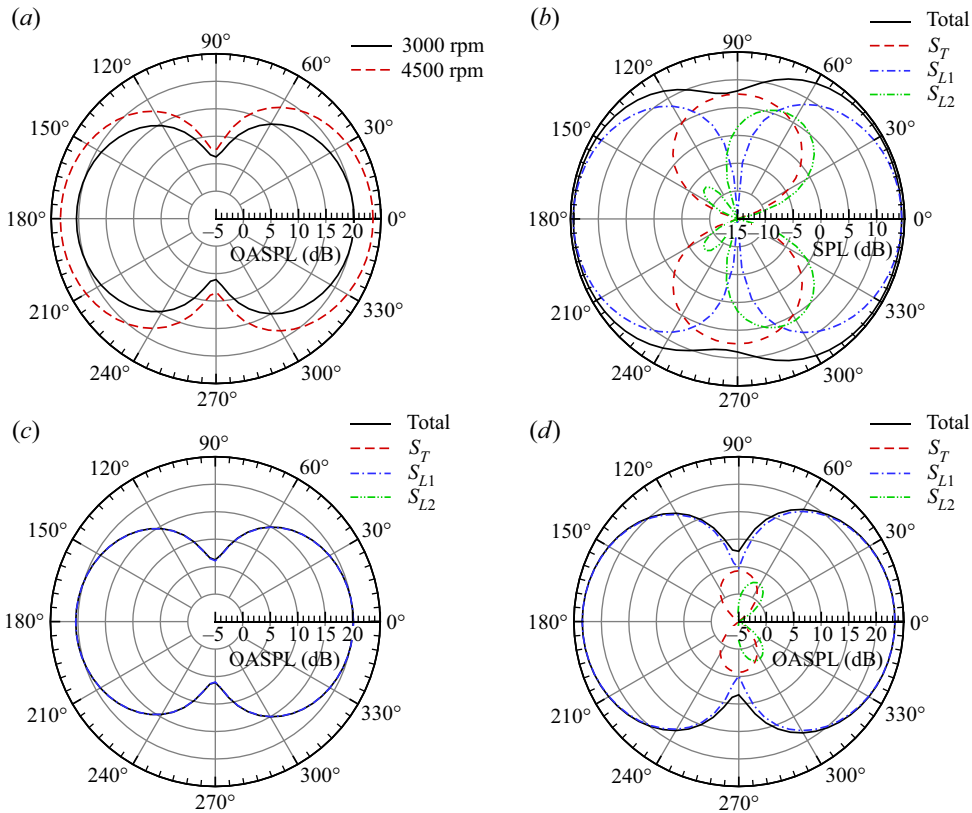 (a)
90°
3000 rpm
4500 rpm
120°
60°
150°
30°
180°
0°
–5 0 5 10 15 20
OASPL (dB)
210°
330°
240°
300°
270°
(b)
90°
Total
S_T
S_L1
S_L2
120°
60°
150°
30°
180°
0°
–15 –10 –5 0 5 10
SPL (dB)
210°
330°
240°
300°
270°
(c)
90°
Total
S_T
S_L1
S_L2
120°
60°
150°
30°
180°
0°
–5 0 5 10 15 20
OASPL (dB)
210°
330°
240°
300°
270°
(d)
90°
Total
S_T
S_L1
S_L2
120°
60°
150°
30°
180°
0°
–5 0 5 10 15 20
OASPL (dB)
210°
330°
240°
300°
270°